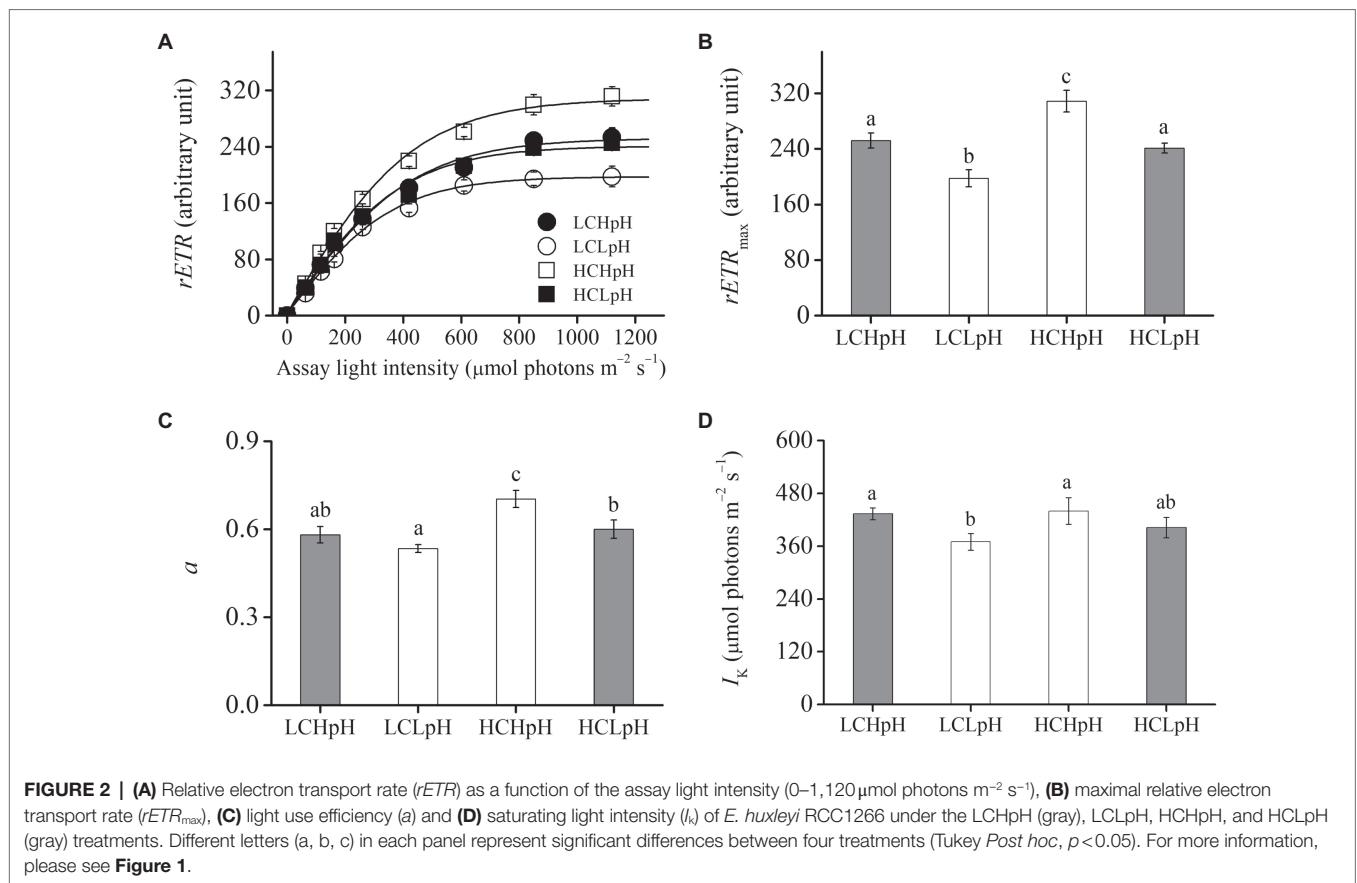 A
320
240
160
80
0
rETR (arbitrary unit)
LCHpH
LCLpH
HCHpH
HCLpH
0 200 400 600 800 1000 1200
Assay light intensity (μmol photons m⁻² s⁻¹)
B
320
240
160
80
0
rETRmax (arbitrary unit)
a
b
c
a
LCHpH LCLpH HCHpH HCLpH
C
0.9
0.6
0.3
0.0
a
ab
a
c
b
LCHpH LCLpH HCHpH HCLpH
D
600
480
360
240
120
0
IK (μmol photons m⁻² s⁻¹)
a
b
a
ab
LCHpH LCLpH HCHpH HCLpH
FIGURE 2 | (A) Relative electron transport rate (rETR) as a function of the assay light intensity (0–1,120 μmol photons m⁻² s⁻¹), (B) maximal relative electron
transport rate (rETRmax), (C) light use efficiency (a) and (D) saturating light intensity (Ik) of E. huxleyi RCC1266 under the LCHpH (gray), LCLpH, HCHpH, and HCLpH
(gray) treatments. Different letters (a, b, c) in each panel represent significant differences between four treatments (Tukey Post hoc, p<0.05). For more information,
please see Figure 1.